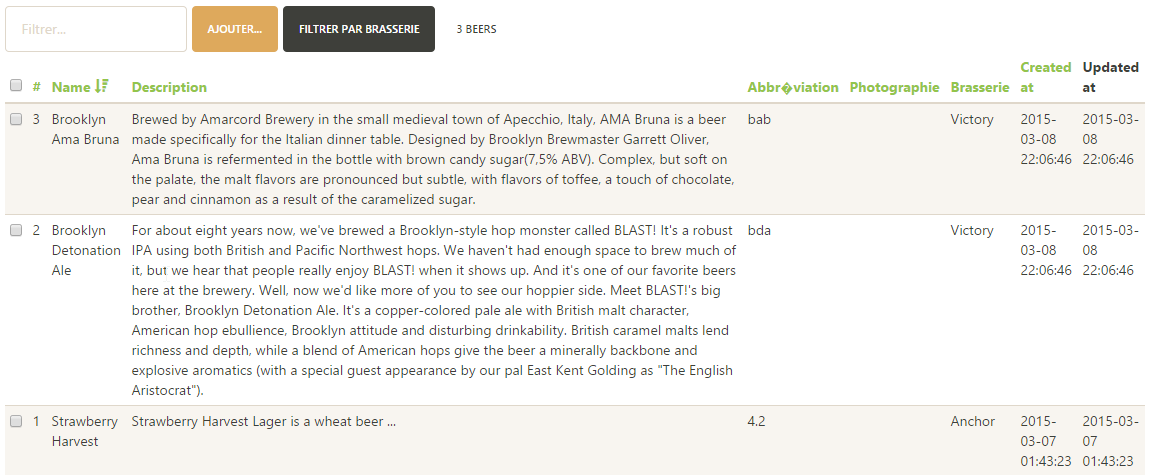 Filtrer... AJOUTER... FILTRER PAR BRASSERIE 3 BEERS
# Name Description Abbr�viation Photographie Brasserie Created at Updated at
3 Brooklyn Ama Bruna
Brewed by Amarcord Brewery in the small medieval town of Apecchio, Italy, AMA Bruna is a beer
made specifically for the Italian dinner table. Designed by Brooklyn Brewmaster Garrett Oliver,
Ama Bruna is refermented in the bottle with brown candy sugar(7,5% ABV). Complex, but soft on
the palate, the malt flavors are pronounced but subtle, with flavors of toffee, a touch of chocolate,
pear and cinnamon as a result of the caramelized sugar.
bab
Victory
2015-
03-08
22:06:46
2015-03-
08
22:06:46
2 Brooklyn Detonation Ale
For about eight years now, we've brewed a Brooklyn-style hop monster called BLAST! It's a robust
IPA using both British and Pacific Northwest hops. We haven't had enough space to brew much of
it, but we hear that people really enjoy BLAST! when it shows up. And it's one of our favorite beers
here at the brewery. Well, now we'd like more of you to see our hoppier side. Meet BLAST!'s big
brother, Brooklyn Detonation Ale. It's a copper-colored pale ale with British malt character,
American hop ebullience, Brooklyn attitude and disturbing drinkability. British caramel malts lend
richness and depth, while a blend of American hops give the beer a minerally backbone and
explosive aromatics (with a special guest appearance by our pal East Kent Golding as "The English
Aristocrat").
bda
Victory
2015-
03-08
22:06:46
2015-03-
08
22:06:46
1 Strawberry Harvest
Strawberry Harvest Lager is a wheat beer ...
4.2
Anchor
2015-
03-07
01:43:23
2015-03-
07
01:43:23